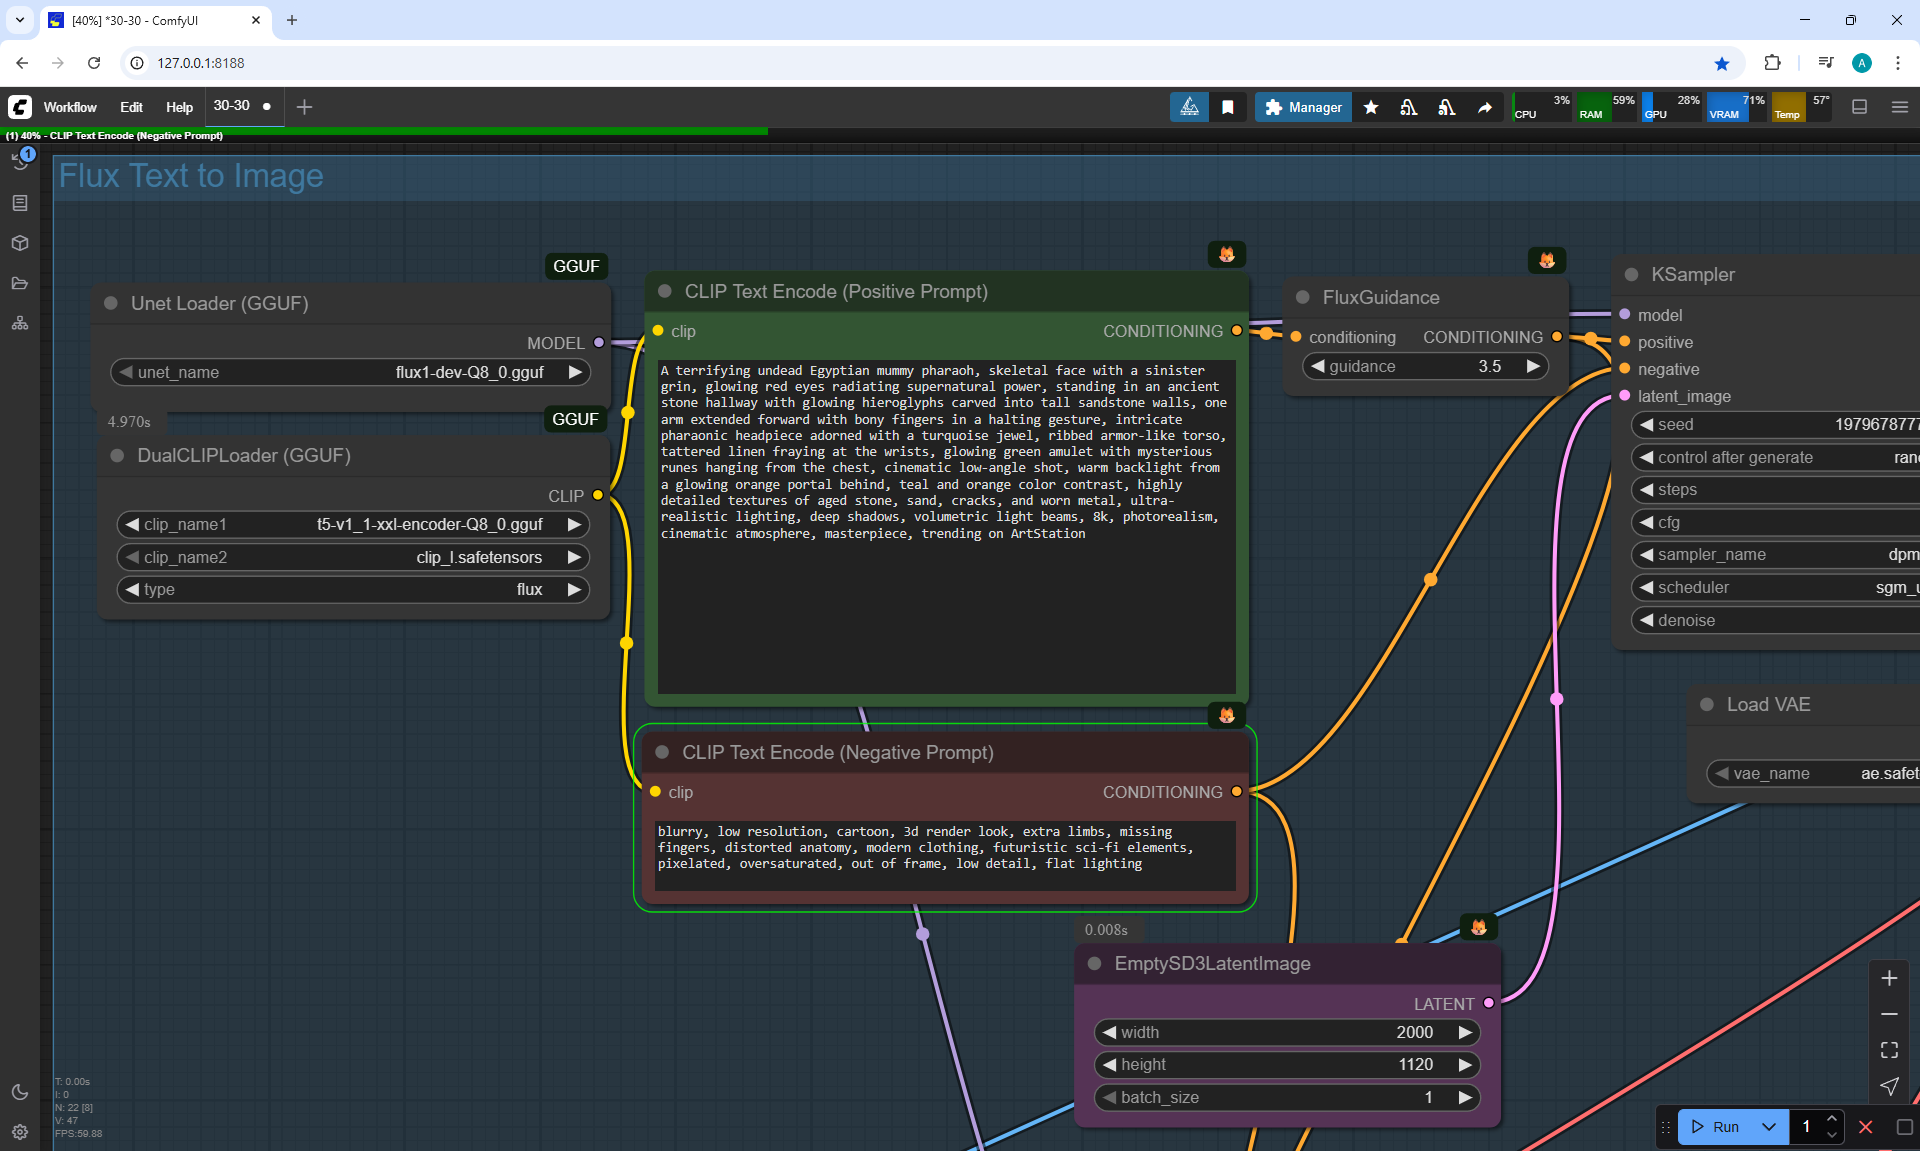 [40%] *30-30 - ComfyUI
127.0.0.1:8188
A
Workflow
Edit
Help
30-30
Manager
CPU
3%
RAM
59%
GPU
28%
VRAM
71%
Temp
57°
(1) 40% - CLIP Text Encode (Negative Prompt)
1
Flux Text to Image
GGUF
Unet Loader (GGUF)
MODEL
unet_name
flux1-dev-Q8_0.gguf
4.970s
GGUF
DualCLIPLoader (GGUF)
CLIP
clip_name1
t5-v1_1-xxl-encoder-Q8_0.gguf
clip_name2
clip_l.safetensors
type
flux
CLIP Text Encode (Positive Prompt)
clip
CONDITIONING
A terrifying undead Egyptian mummy pharaoh, skeletal face with a sinister
grin, glowing red eyes radiating supernatural power, standing in an ancient
stone hallway with glowing hieroglyphs carved into tall sandstone walls, one
arm extended forward with bony fingers in a halting gesture, intricate
pharaonic headpiece adorned with a turquoise jewel, ribbed armor-like torso,
tattered linen fraying at the wrists, glowing green amulet with mysterious
runes hanging from the chest, cinematic low-angle shot, warm backlight from
a glowing orange portal behind, teal and orange color contrast, highly
detailed textures of aged stone, sand, cracks, and worn metal, ultra-
realistic lighting, deep shadows, volumetric light beams, 8k, photorealism,
cinematic atmosphere, masterpiece, trending on ArtStation
CLIP Text Encode (Negative Prompt)
clip
CONDITIONING
blurry, low resolution, cartoon, 3d render look, extra limbs, missing
fingers, distorted anatomy, modern clothing, futuristic sci-fi elements,
pixelated, oversaturated, out of frame, low detail, flat lighting
FluxGuidance
conditioning
CONDITIONING
guidance
3.5
KSampler
model
positive
negative
latent_image
seed
1979678777
control after generate
ran
steps
cfg
sampler_name
dpm
scheduler
sgm_u
denoise
Load VAE
vae_name
ae.safet
0.008s
EmptySD3LatentImage
LATENT
width
2000
height
1120
batch_size
1
T: 0.00s
I: 0
N: 22 [8]
V: 47
FPS:59.88
Run
1